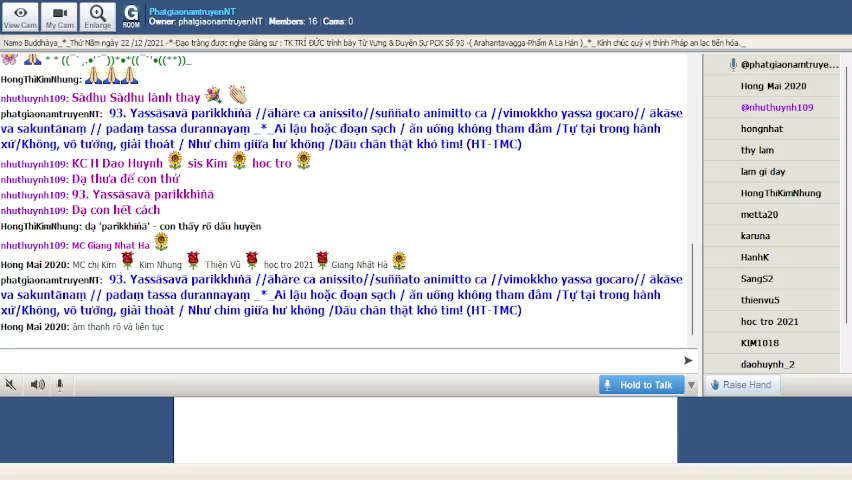 PhatgiaonamtruyenNT
Owner: phatgiaonamtruyenNT Members: 16 | Cams: 0
View Cam My Cam Enlarge G ROOM
Namo Buddhàya_*_Thứ Năm ngày 22 /12 /2021 -*-Đạo tràng được nghe Giảng sư : TK TRÍ ĐỨC trình bày Từ Vựng & Duyên Sự PCK Số 93 -( Arahantavagga-Phẩm A La Hán )_*_ Kính chúc quý vị thính Pháp an lạc tiến hóa._
HongThiKimNhung:
nhuthuynh109: Sàdhu Sàdhu lành thay
phatgiaonamtruyenNT: 93. Yassāsavā parikkhīṅā //āhāre ca anissito//suññato animitto ca //vimokkho yassa gocaro// ākāse
va sakuntānaṃ // padaṃ tassa durannayaṃ _*_Ai lậu hoặc đoạn sạch / ăn uống không tham đắm /Tự tại trong hành
xứ/Không, vô tướng, giải thoát / Như chim giữa hư không /Dấu chân thật khó tìm! (HT-TMC)
nhuthuynh109: KC H Dao Huynh sis Kim hoc tro
nhuthuynh109: Dạ thưa để con thử
nhuthuynh109: 93. Yassāsavā parikkhīṅā
nhuthuynh109: Dạ con hết cách
HongThiKimNhung: dạ 'parikkhīṅā' - con thấy rõ dấu huyền
nhuthuynh109: MC Giang Nhat Ha
Hong Mai 2020: MC chị Kim Kim Nhung Thiện Vũ hoc tro 2021 Giang Nhật Hà
phatgiaonamtruyenNT: 93. Yassāsavā parikkhīṅā //āhāre ca anissito//suññato animitto ca //vimokkho yassa gocaro// ākāse
va sakuntānaṃ // padaṃ tassa durannayaṃ _*_Ai lậu hoặc đoạn sạch / ăn uống không tham đắm /Tự tại trong hành
xứ/Không, vô tướng, giải thoát / Như chim giữa hư không /Dấu chân thật khó tìm! (HT-TMC)
Hong Mai 2020: âm thanh rõ và liên tục
Hold to Talk
@phatgiaonamtruye...
Hong Mai 2020
@nhuthuynh109
hongnhat
thy lam
lam gi day
HongThiKimNhung
metta20
karuna
HanhK
SangS2
thienvu5
hoc tro 2021
KIM1018
daohuynh_2
Raise Hand